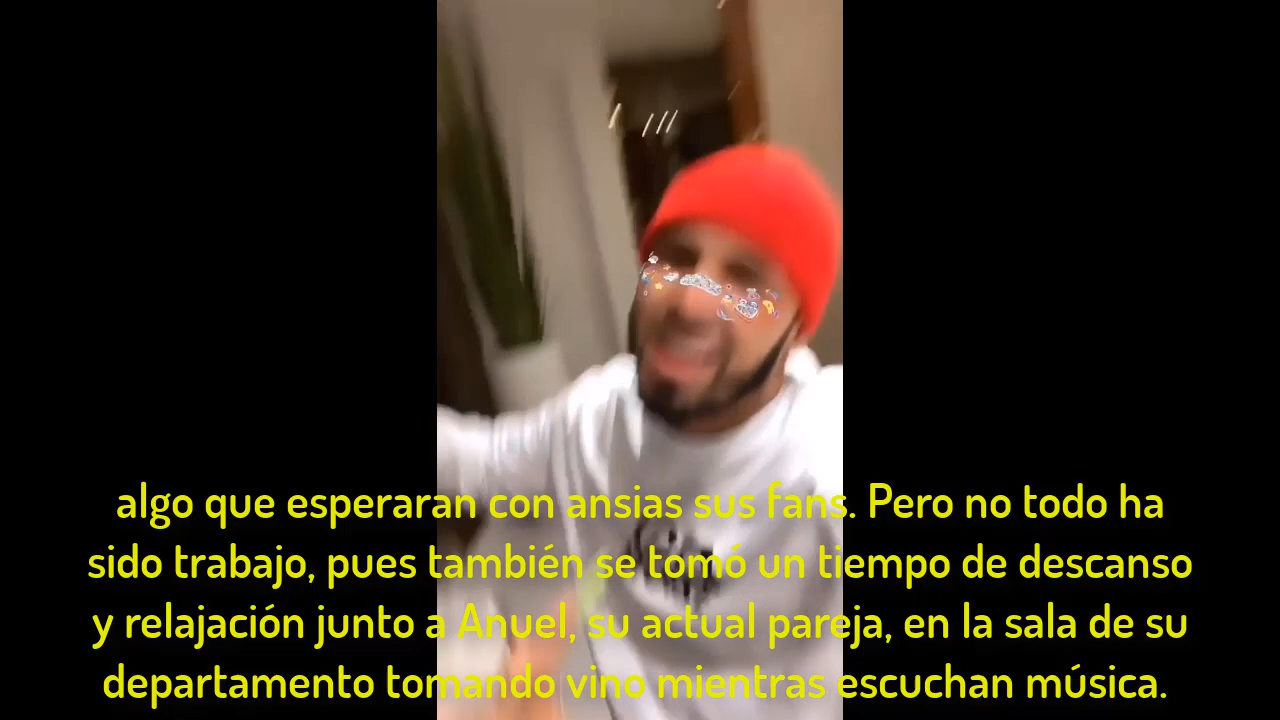 algo que esperaran con ansias sus fans. Pero no todo ha
sido trabajo, pues también se tomó un tiempo de descanso
y relajación junto a Anuel, su actual pareja, en la sala de su
departamento tomando vino mientras escuchan música.